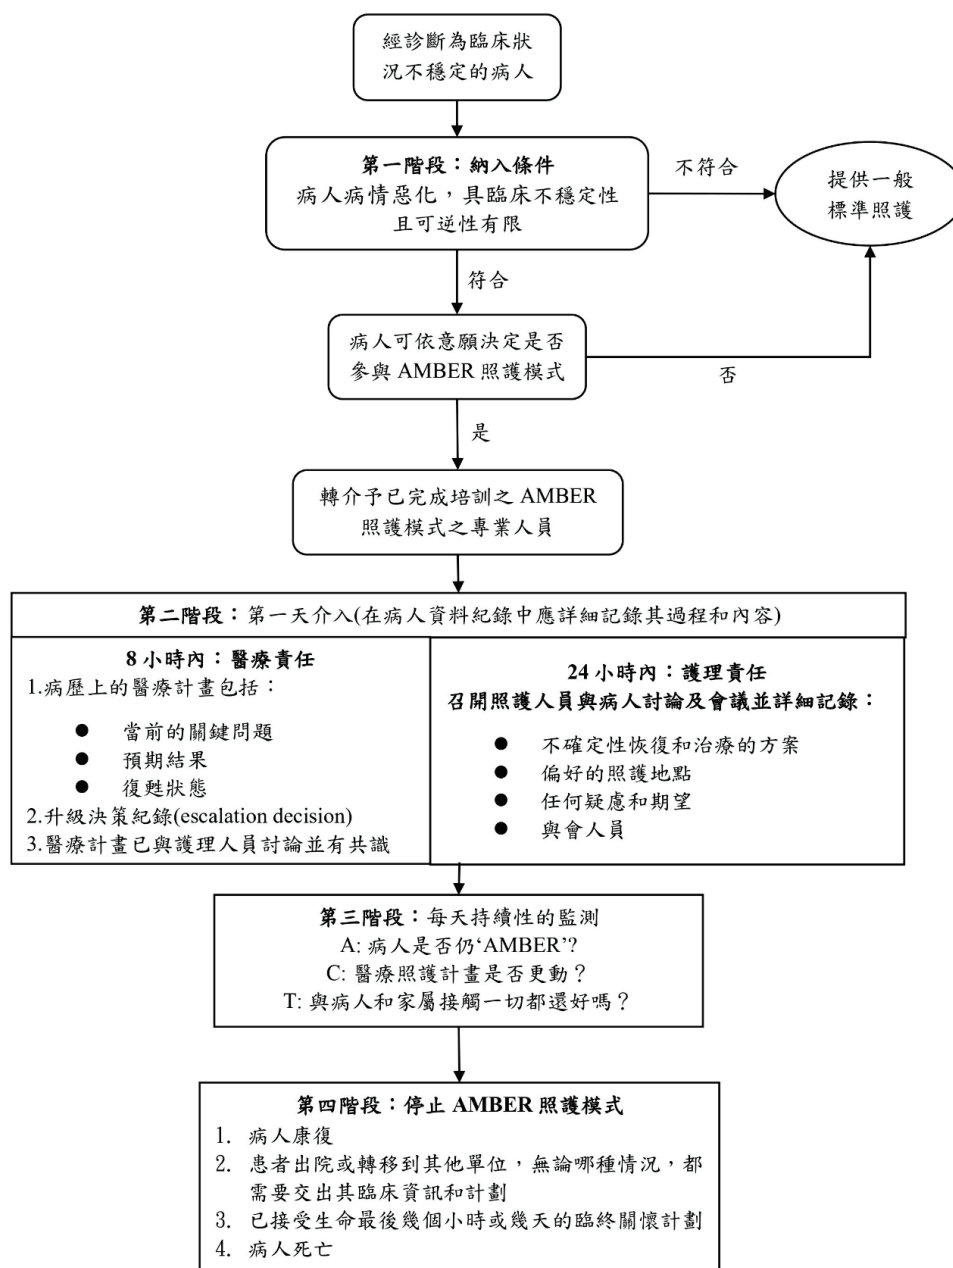 經診斷為臨床狀
況不穩定的病人
第一階段：納入條件
病人病情惡化，具臨床不穩定性
且可逆性有限
不符合
提供一般
標準照護
符合
病人可依意願決定是否
參與 AMBER 照護模式
否
是
轉介予已完成培訓之 AMBER
照護模式之專業人員
第二階段：第一天介入(在病人資料紀錄中應詳細記錄其過程和內容)
8 小時內：醫療責任
1.病歷上的醫療計畫包括：
● 當前的關鍵問題
● 預期結果
● 復甦狀態
2.升級決策紀錄(escalation decision)
3.醫療計畫已與護理人員討論並有共識
24 小時內：護理責任
召開照護人員與病人討論及會議並詳細記錄：
● 不確定性恢復和治療的方案
● 偏好的照護地點
● 任何疑慮和期望
● 與會人員
第三階段：每天持續性的監測
A: 病人是否仍‘AMBER’?
C: 醫療照護計畫是否更動？
T: 與病人和家屬接觸一切都還好嗎？
第四階段：停止 AMBER 照護模式
1. 病人康復
2. 患者出院或轉移到其他單位，無論哪種情況，都
需要交出其臨床資訊和計劃
3. 已接受生命最後幾個小時或幾天的臨終關懷計劃
4. 病人死亡